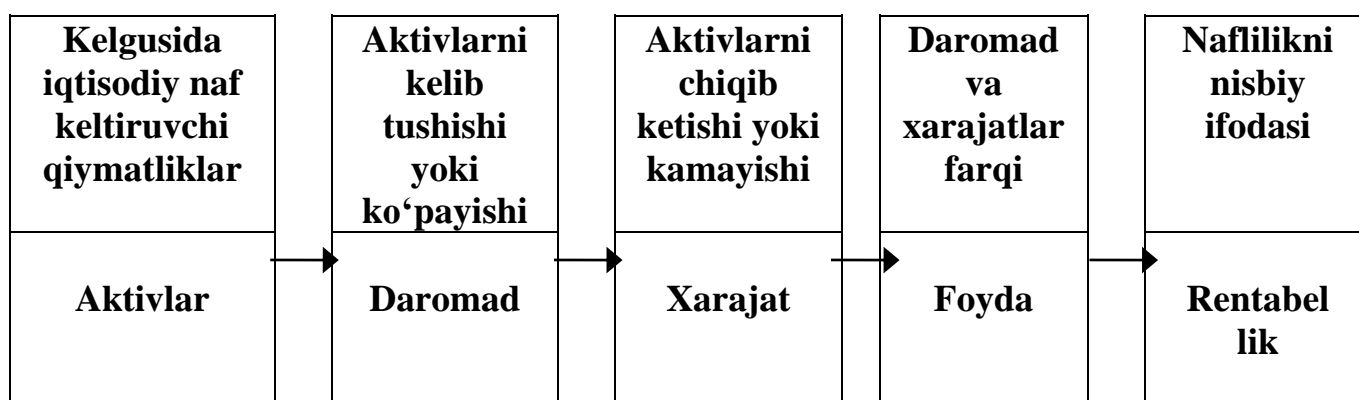 Kelgusida
iqtisodiy naf
keltiruvchi
qiymatliklar
Aktivlarni
kelib
tushishi
yoki
ko‘payishi
Aktivlarni
chiqib
ketishi yoki
kamayishi
Daromad
va
xarajatlar
farqi
Naflilikni
nisbiy
ifodasi
Aktivlar
Daromad
Xarajat
Foyda
Rentabel
lik